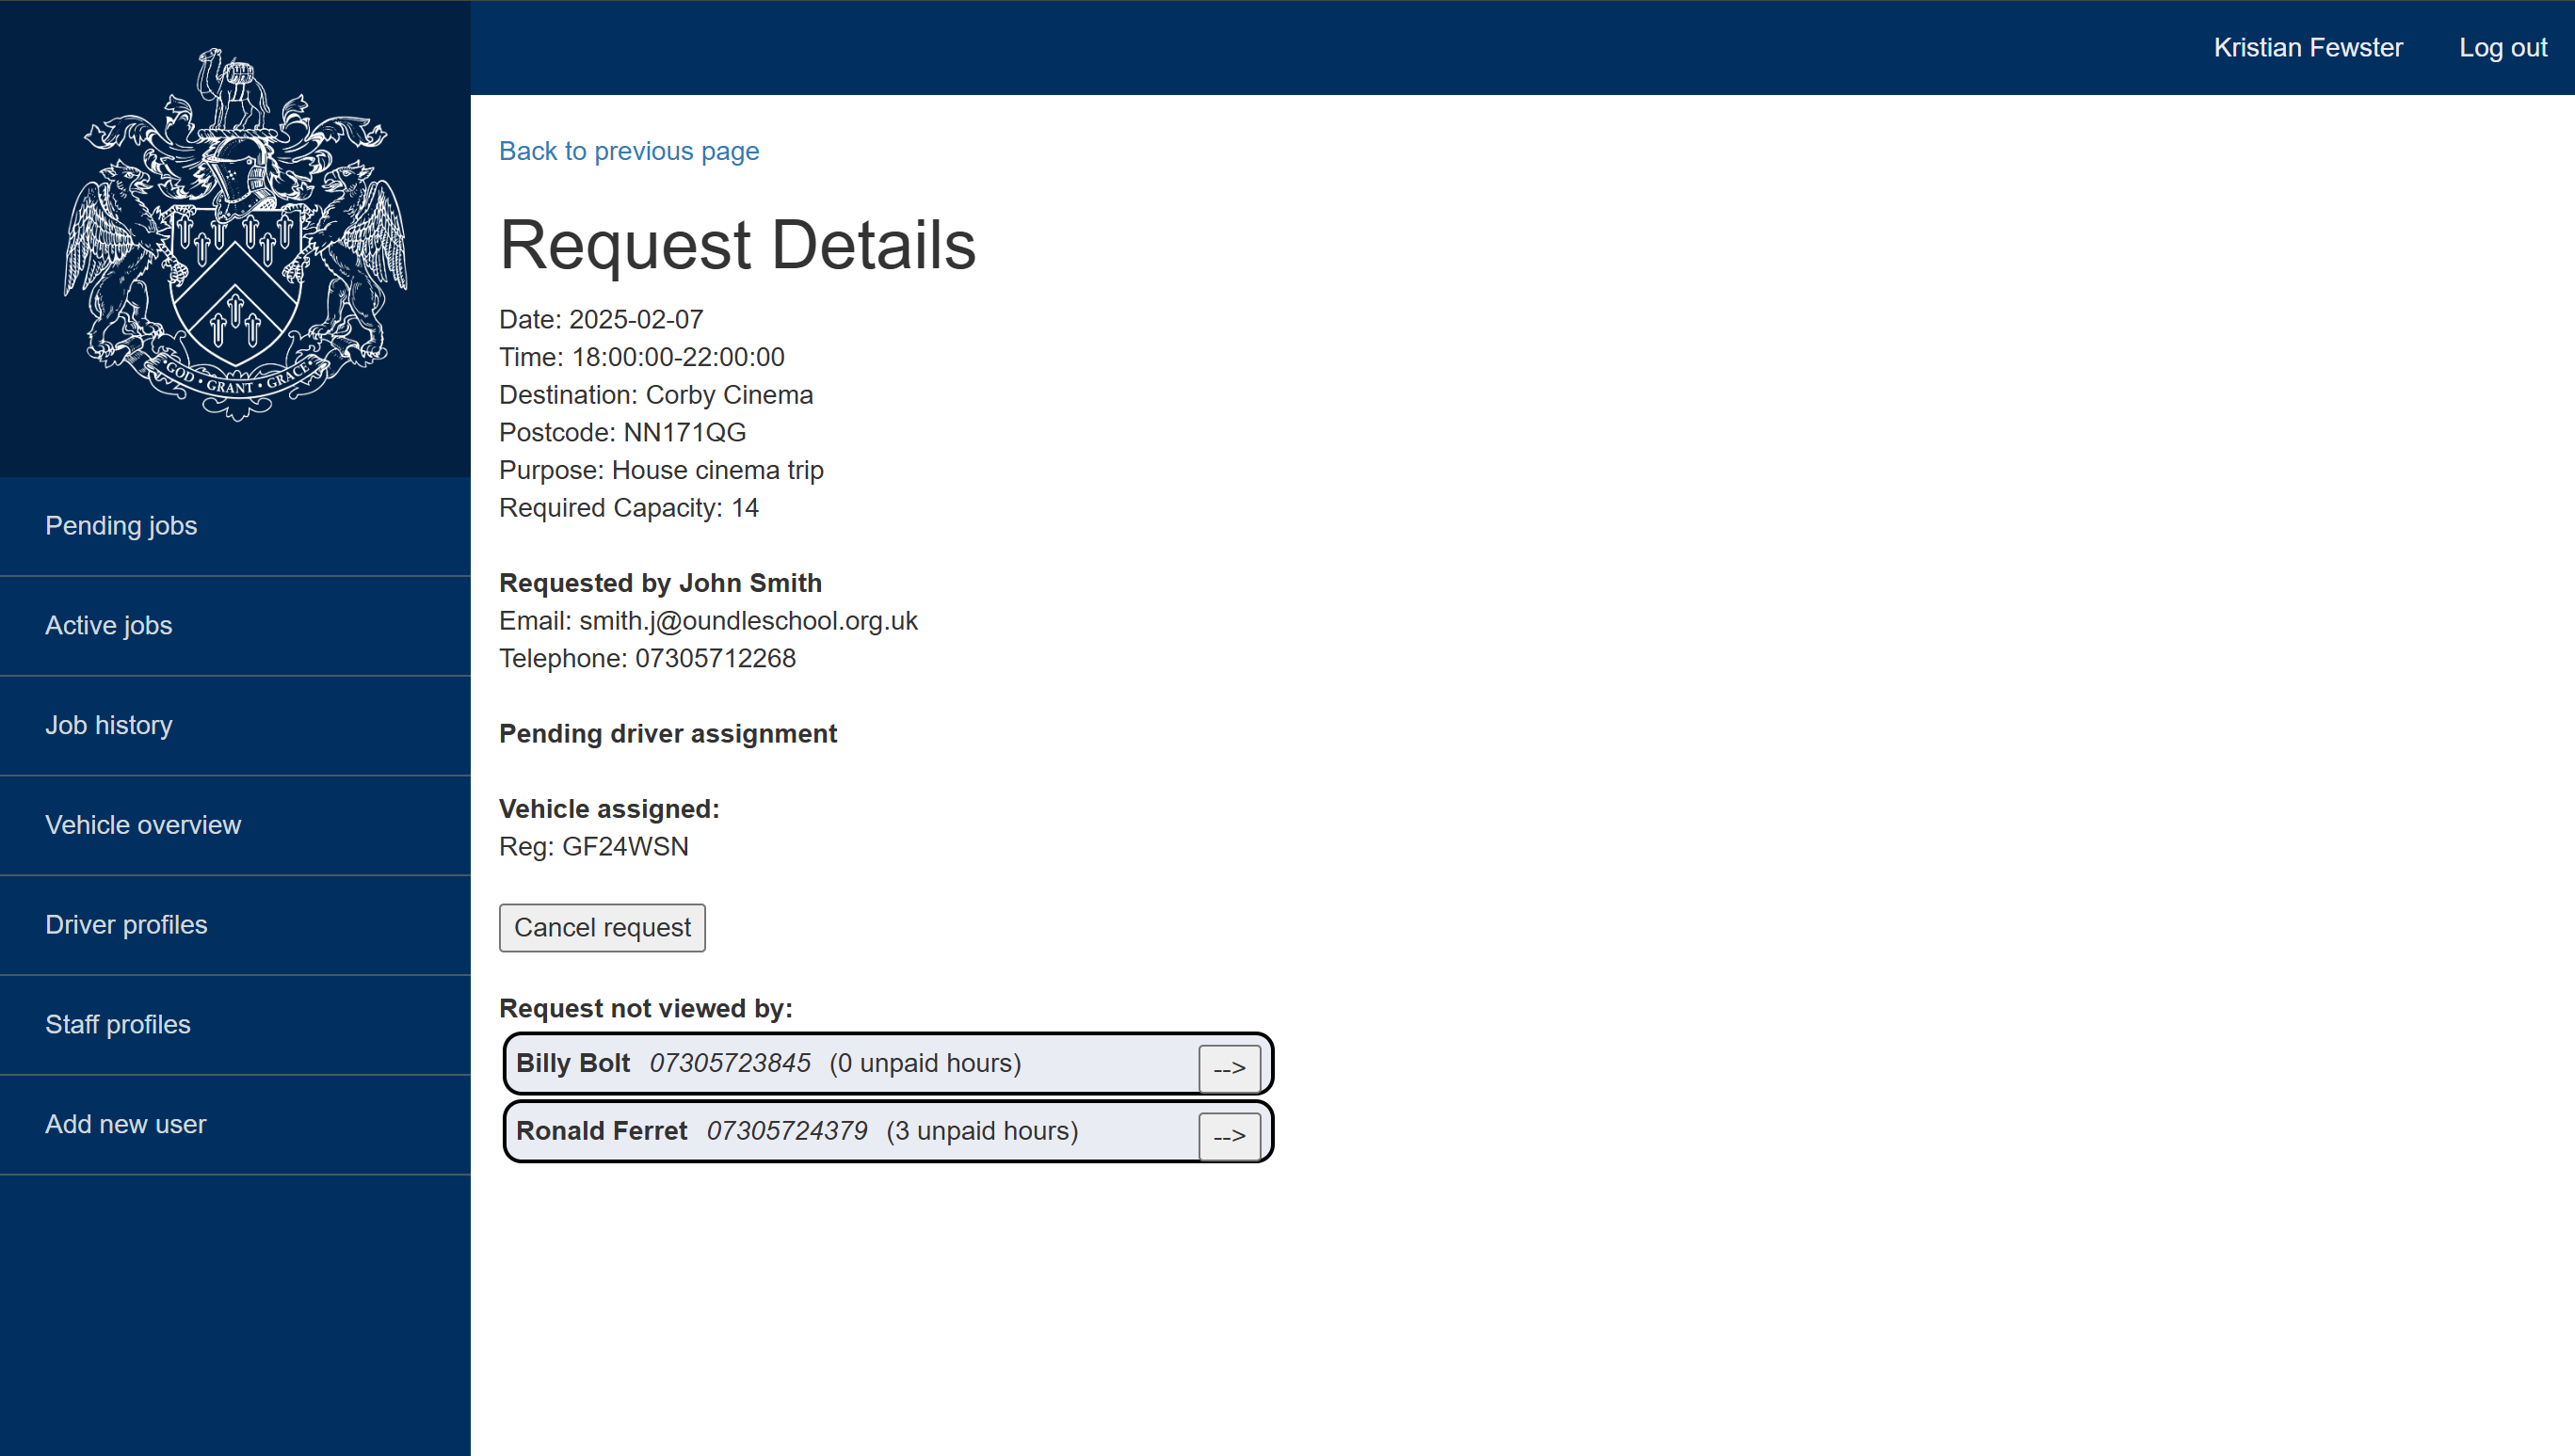 Kristian Fewster Log out
GOD • GRANT • GRACE
Pending jobs
Active jobs
Job history
Vehicle overview
Driver profiles
Staff profiles
Add new user
Back to previous page
Request Details
Date: 2025-02-07
Time: 18:00:00-22:00:00
Destination: Corby Cinema
Postcode: NN171QG
Purpose: House cinema trip
Required Capacity: 14
Requested by John Smith
Email: smith.j@oundleschool.org.uk
Telephone: 07305712268
Pending driver assignment
Vehicle assigned:
Reg: GF24WSN
Cancel request
Request not viewed by:
Billy Bolt 07305723845 (0 unpaid hours) -->
Ronald Ferret 07305724379 (3 unpaid hours) -->